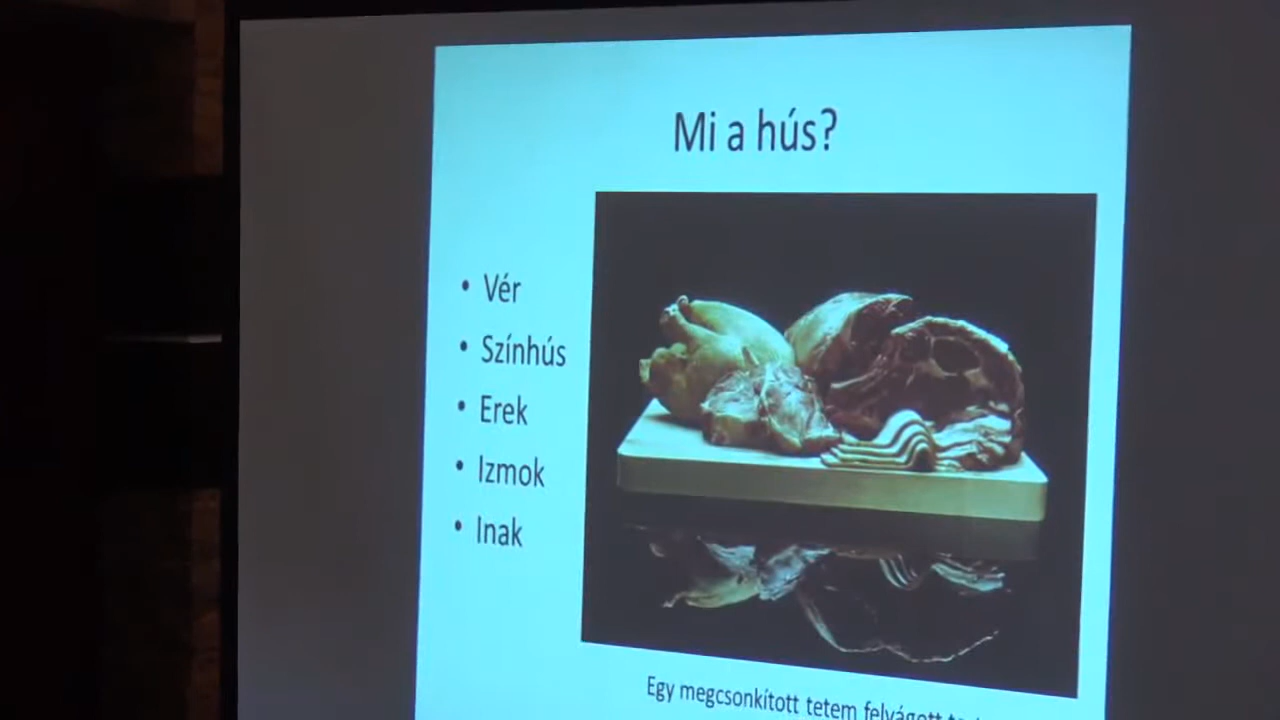 Mi a hús?
• Vér
• Színhús
• Erek
• Izmok
• Inak
Egy megcsonkított tetem felvágott